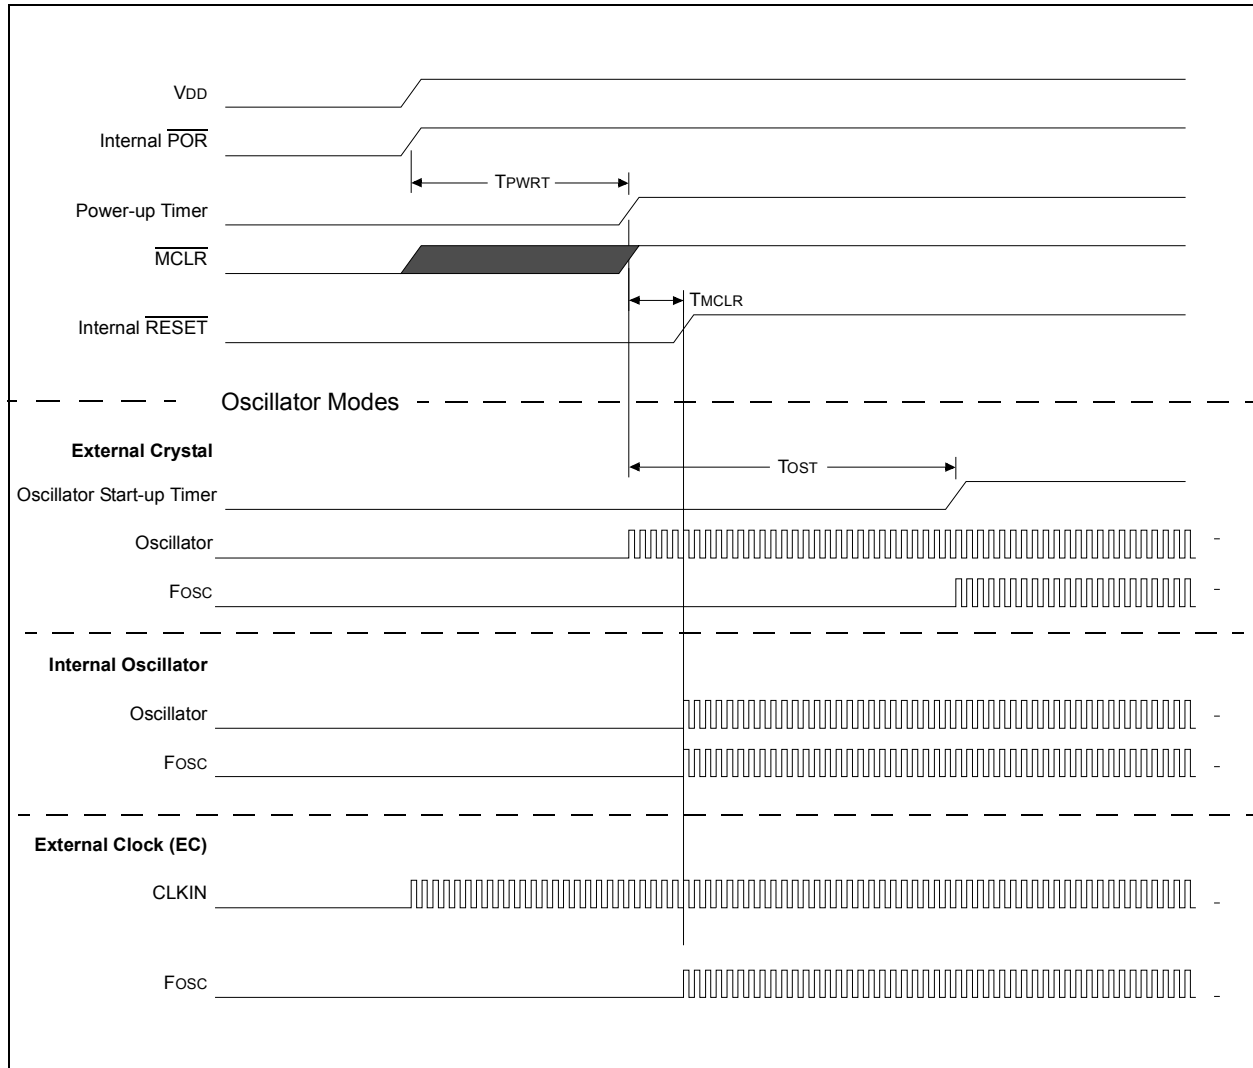 VDD
Internal POR
TPWRT
Power-up Timer
MCLR
TMCLR
Internal RESET
Oscillator Modes
External Crystal
TOST
Oscillator Start-up Timer
Oscillator
FOSC
Internal Oscillator
Oscillator
FOSC
External Clock (EC)
CLKIN
FOSC